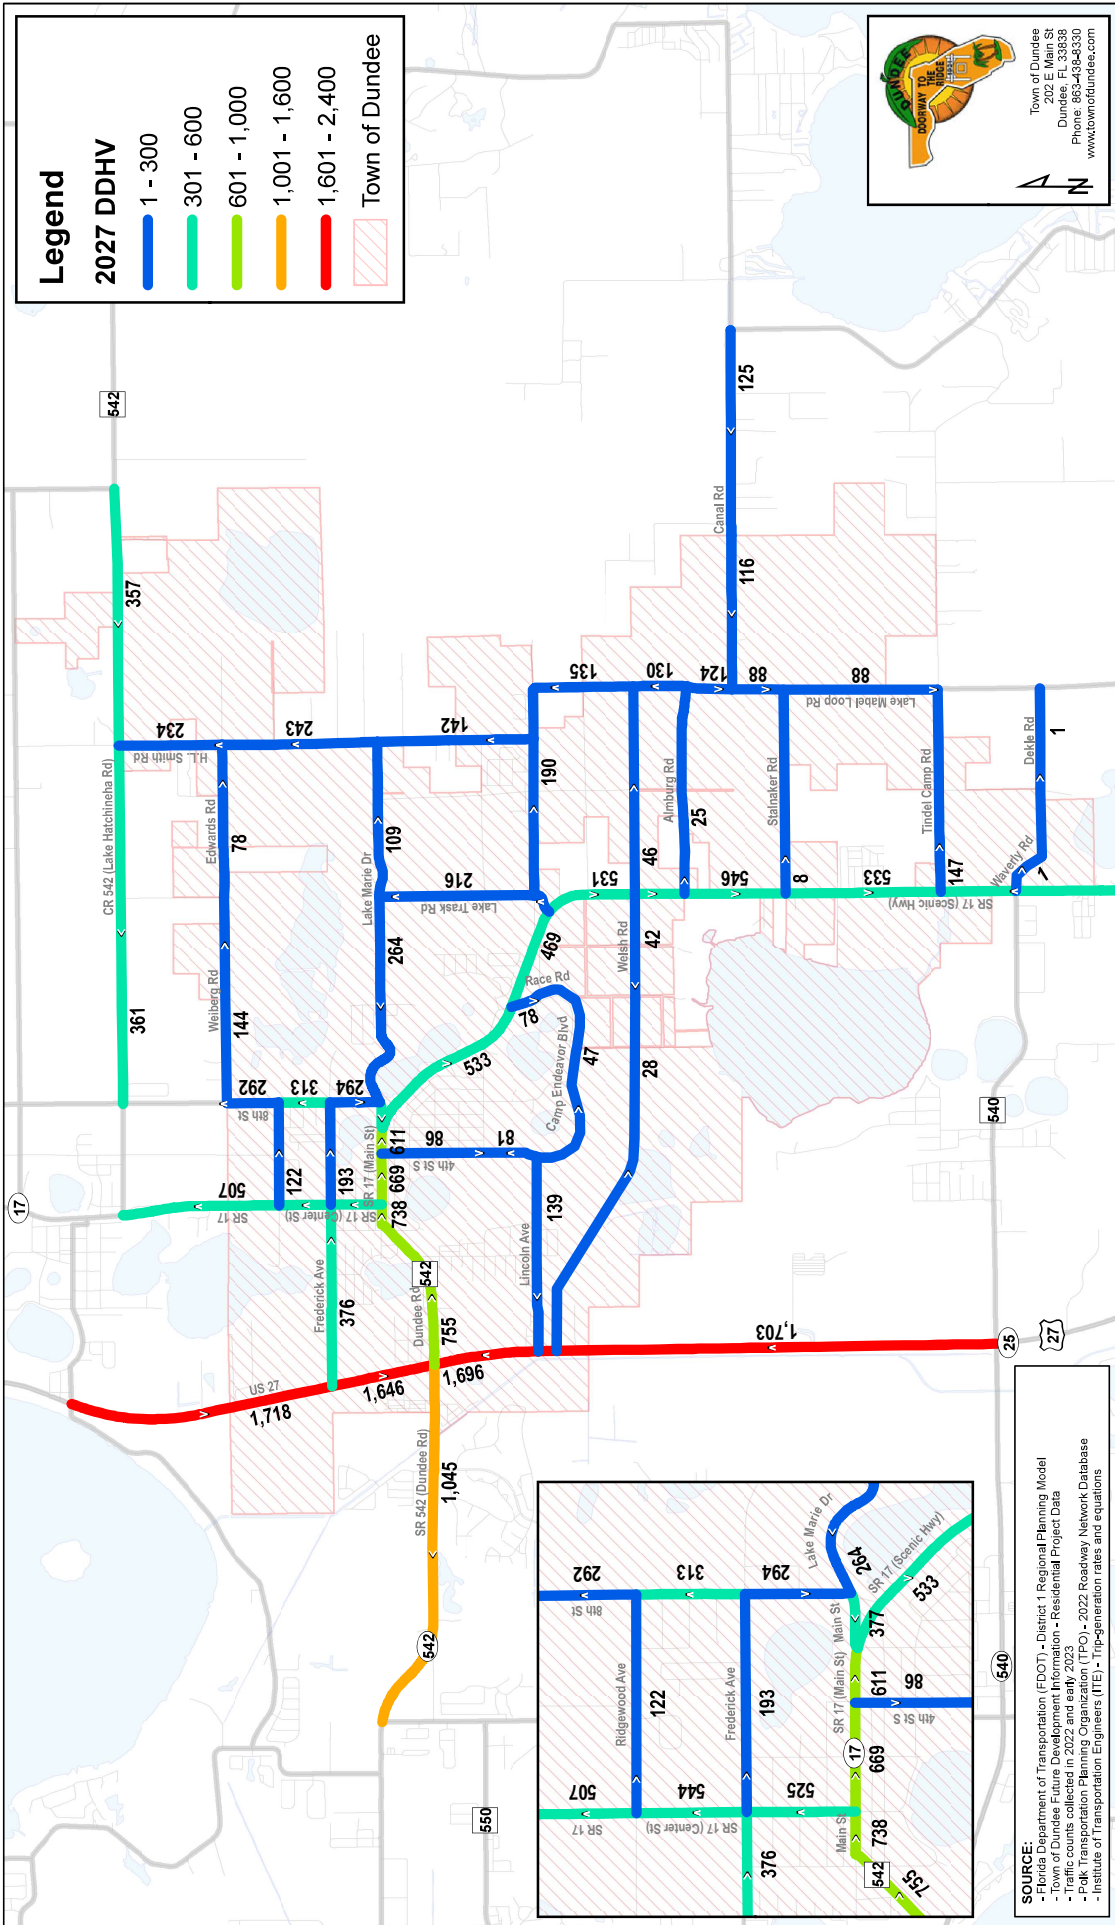 Legend
2027 DDHV
1 - 300
301 - 600
601 - 1,000
1,001 - 1,600
1,601 - 2,400
Town of Dundee
DUNDEE
DOORWAY TO
THE
RIDGE
Town of Dundee
202 E Main St
Dundee, FL 33838
Phone: 863-438-8330
www.townofdundee.com
N
17
542
CR 542 (Lake Hatchineha Rd)
361
357
SR 17
507
8th St
292
313
294
122
193
Weiberg Rd
144
Edwards Rd
78
H.L. Smith Rd
234
243
142
US 27
1,718
1,646
1,696
1,703
Frederick Ave
376
SR 17 (Center St)
SR 17 (Main St)
738
669
611
Lake Marie Dr
264
109
Lake Trask Rd
216
190
135
130
124
88
88
SR 542 (Dundee Rd)
1,045
542
Dundee Rd
755
542
4th St S
86
81
533
469
Race Rd
78
Camp Endeavor Blvd
47
Lincoln Ave
139
Welsh Rd
28
42
46
531
546
533
SR 17 (Scenic Hwy)
Almburg Rd
25
Canal Rd
116
125
Stalnaker Rd
8
Lake Mabel Loop Rd
Tindel Camp Rd
147
Waverly Rd
7
Dekle Rd
1
550
540
540
25
27
SR 17
507
Ridgewood Ave
122
8th St
292
313
294
SR 17 (Center St)
544
525
Frederick Ave
376
193
Lake Marie Dr
264
Main St
738
SR 17 (Main St)
17
669
611
Main St
377
SR 17 (Scenic Hwy)
533
4th St S
86
542
755
SOURCE:
- Florida Department of Transportation (FDOT) - District 1 Regional Planning Model
- Town of Dundee Future Development Information - Residential Project Data
- Traffic counts collected in 2022 and early 2023
- Polk Transportation Planning Organization (TPO) - 2022 Roadway Network Database
- Institute of Transportation Engineers (ITE) - Trip-generation rates and equations